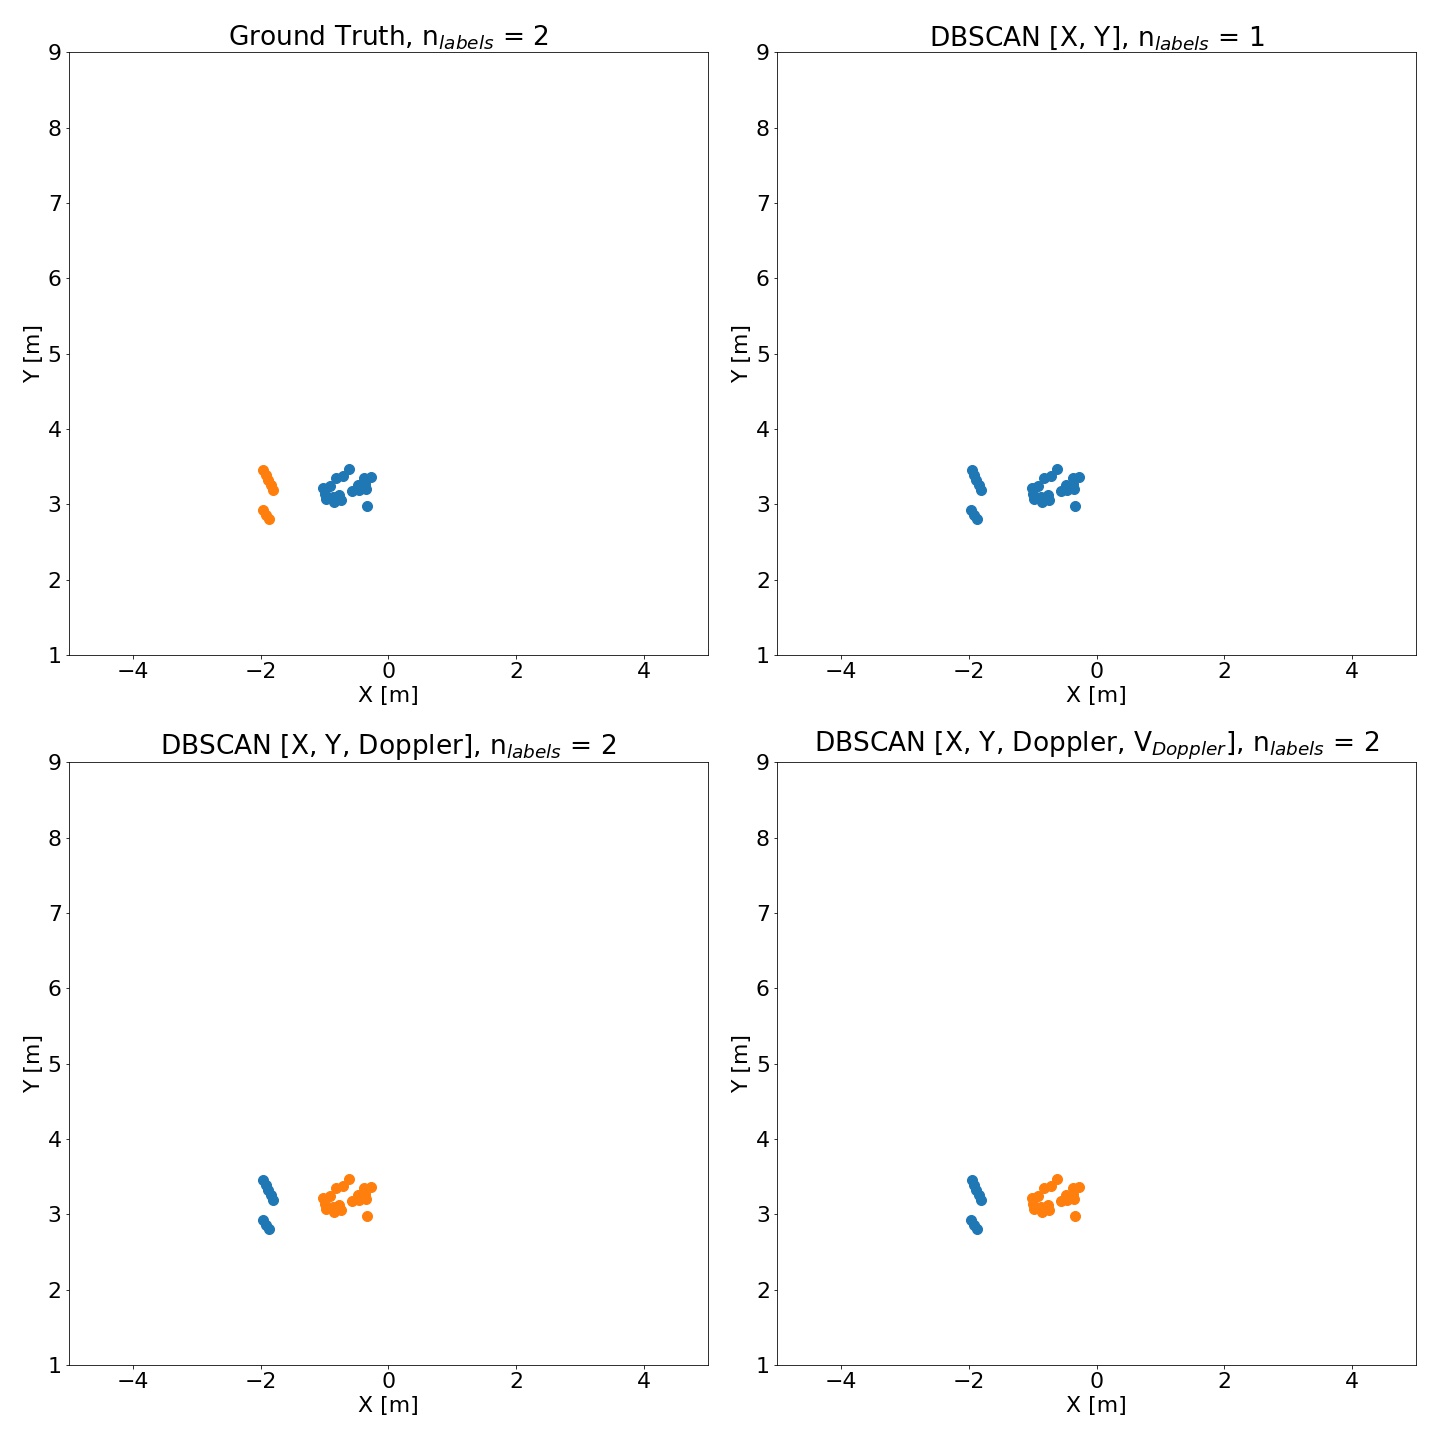 Ground Truth, n_labels = 2
9
8
7
6
5
4
3
2
1
Y [m]
−4 −2 0 2 4
X [m]
DBSCAN [X, Y], n_labels = 1
9
8
7
6
5
4
3
2
1
Y [m]
−4 −2 0 2 4
X [m]
DBSCAN [X, Y, Doppler], n_labels = 2
9
8
7
6
5
4
3
2
1
Y [m]
−4 −2 0 2 4
X [m]
DBSCAN [X, Y, Doppler, V_Doppler], n_labels = 2
9
8
7
6
5
4
3
2
1
Y [m]
−4 −2 0 2 4
X [m]